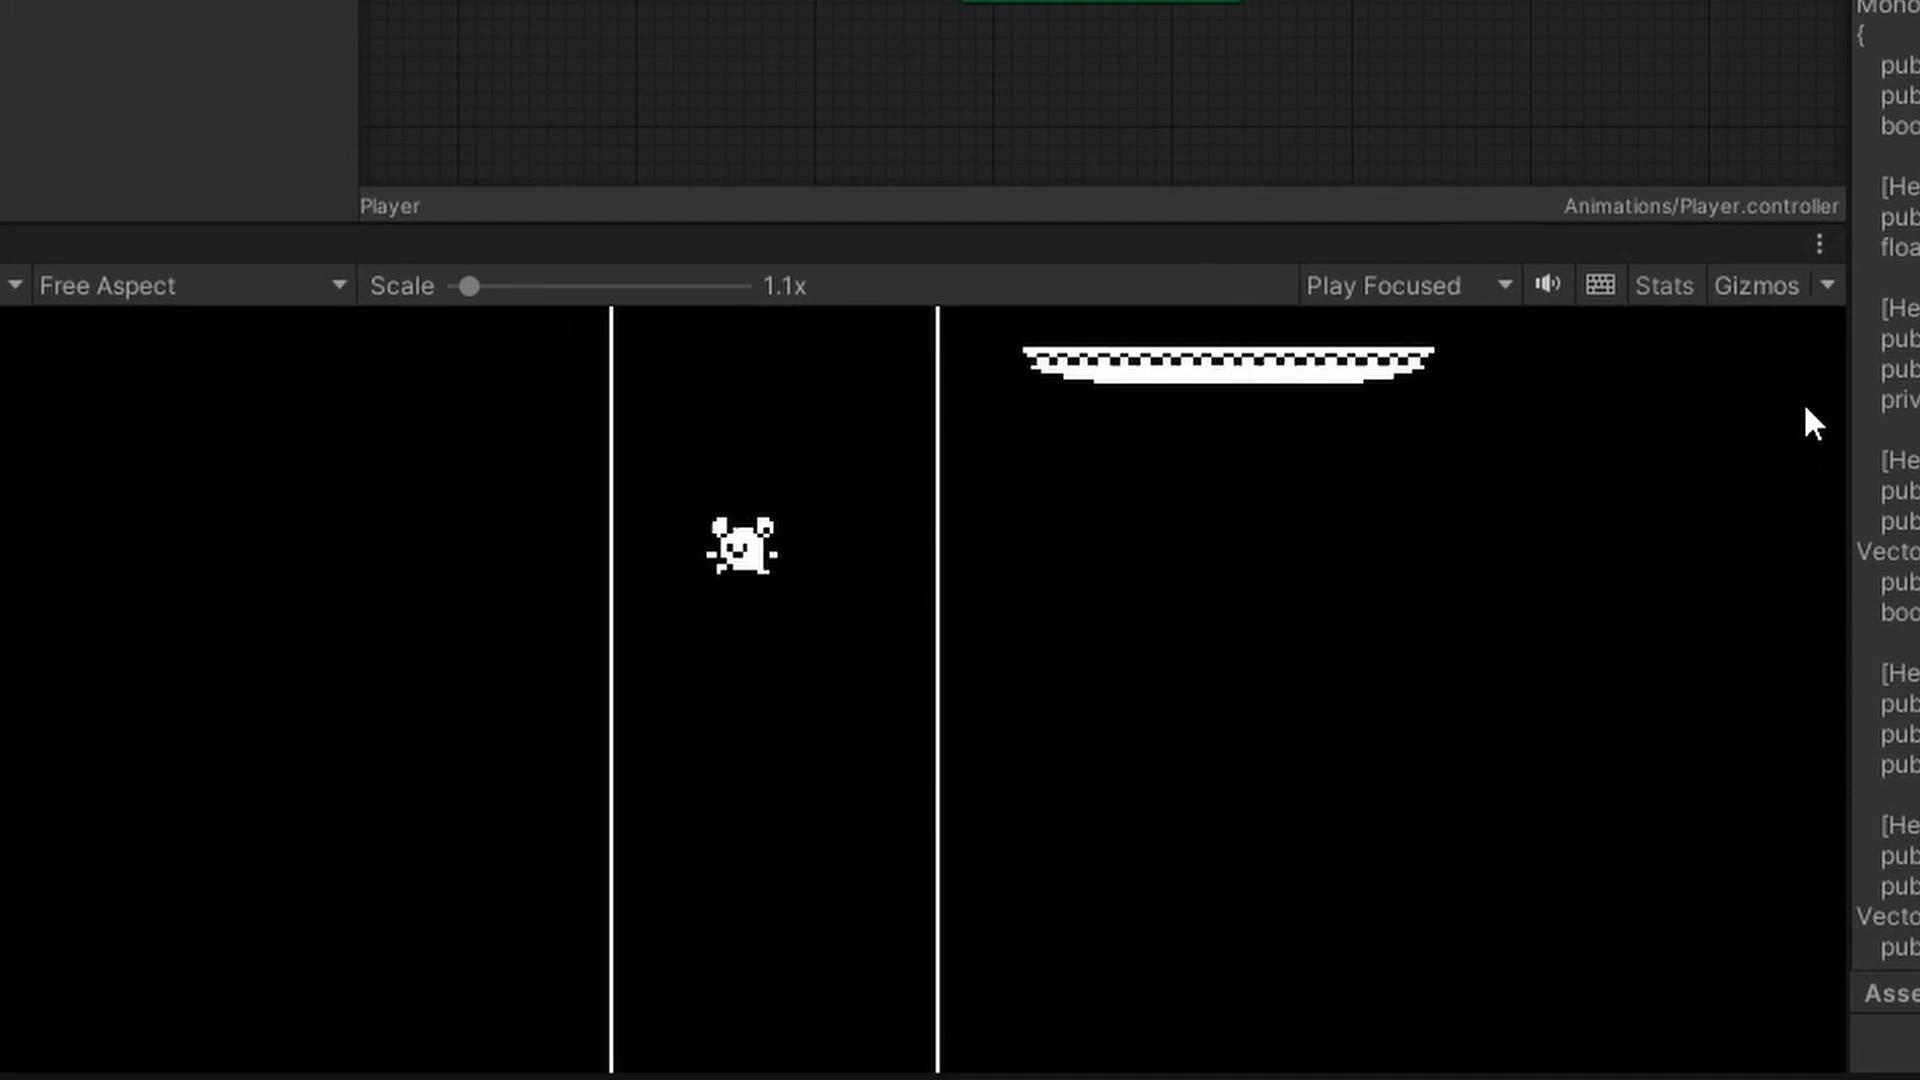 Player
Animations/Player.controller
Free Aspect
Scale
1.1x
Play Focused
Stats
Gizmos
Mono
{
pub
pub
boo
[He
pub
floa
[He
pub
pub
priv
[He
pub
pub
Vecto
pub
boo
[He
pub
pub
pub
[He
pub
pub
Vecto
pub
Asse